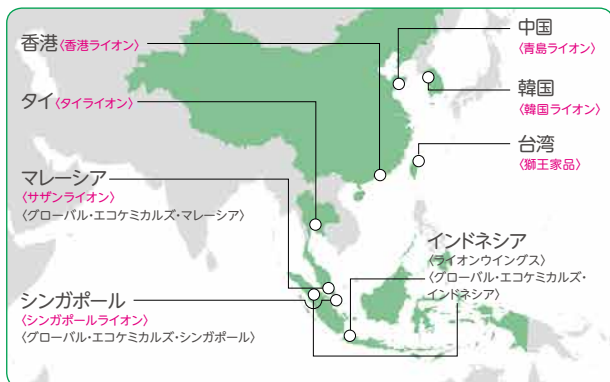 香港〈香港ライオン〉
タイ〈タイライオン〉
マレーシア
〈サザンライオン〉
〈グローバル・エコケミカルズ・マレーシア〉
シンガポール
〈シンガポールライオン〉
〈グローバル・エコケミカルズ・シンガポール〉
中国
〈青島ライオン〉
韓国
〈韓国ライオン〉
台湾
〈獅王家品〉
インドネシア
〈ライオンウイングス〉
〈グローバル・エコケミカルズ・
インドネシア〉